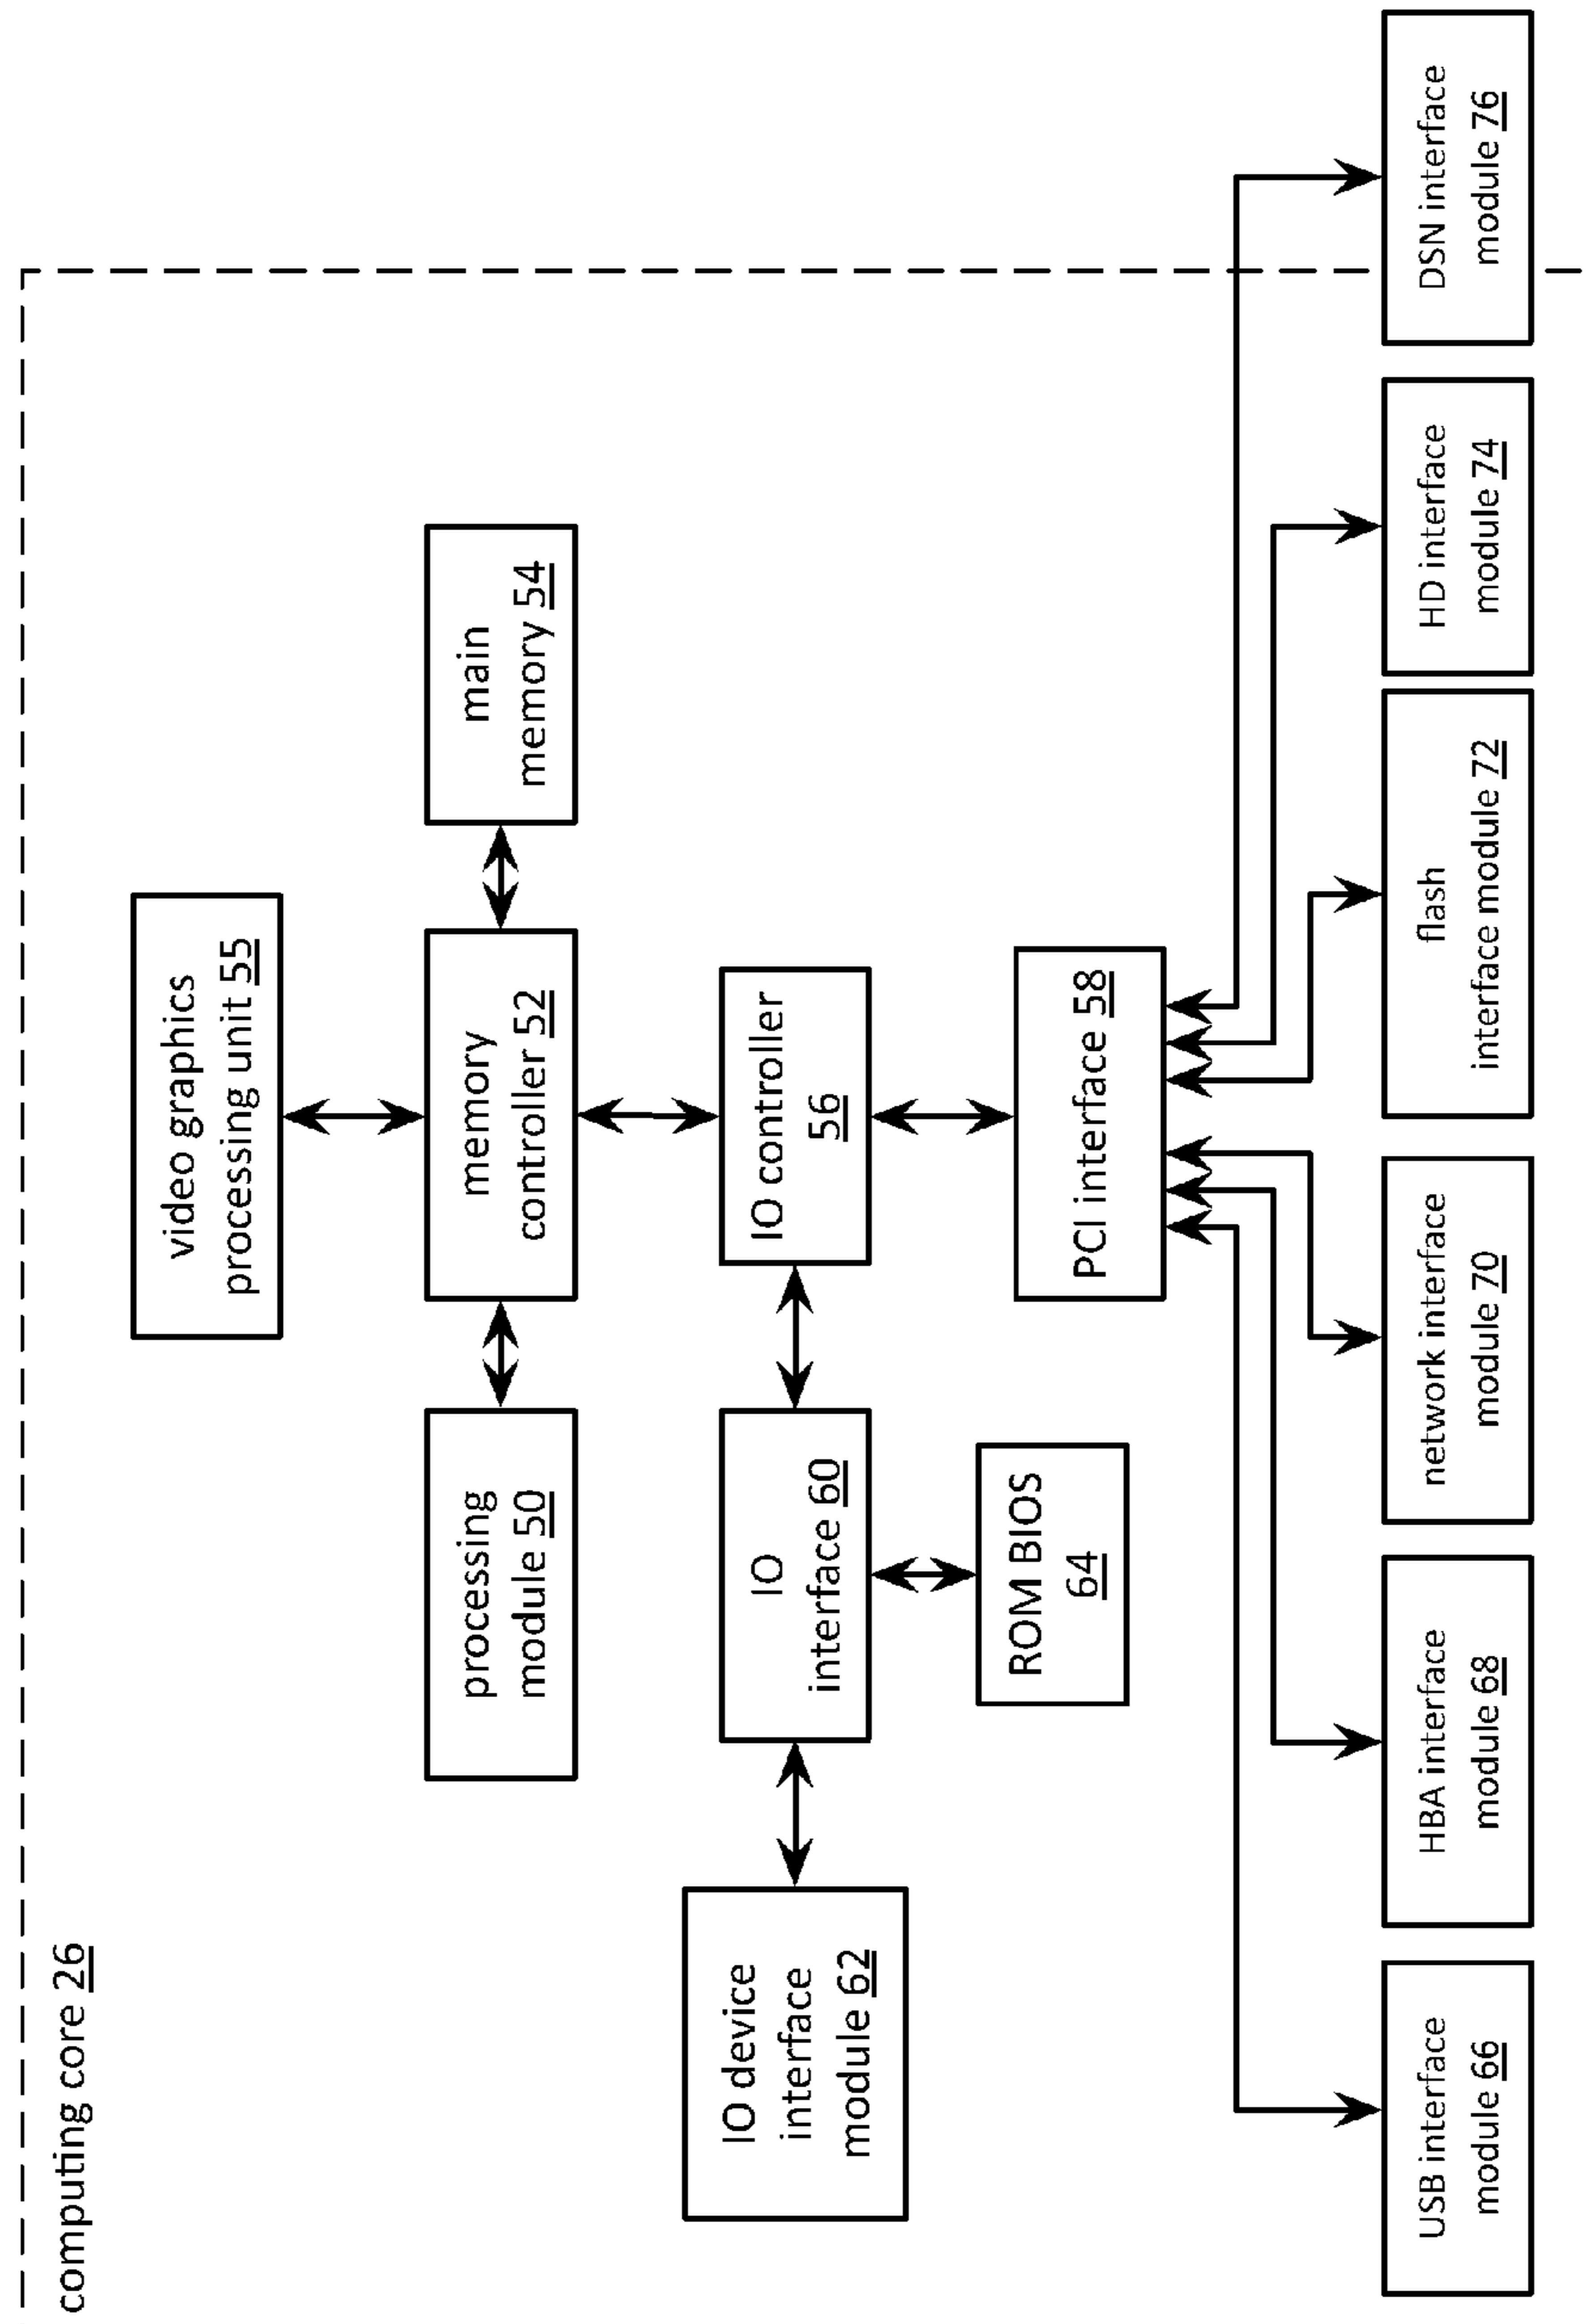 computing core 26
video graphics
processing unit 55
processing
module 50
memory
controller 52
main
memory 54
IO device
interface
module 62
IO
interface 60
IO controller
56
ROM BIOS
64
PCI interface 58
USB interface
module 66
HBA interface
module 68
network interface
module 70
flash
interface module 72
HD interface
module 74
DSN interface
module 76